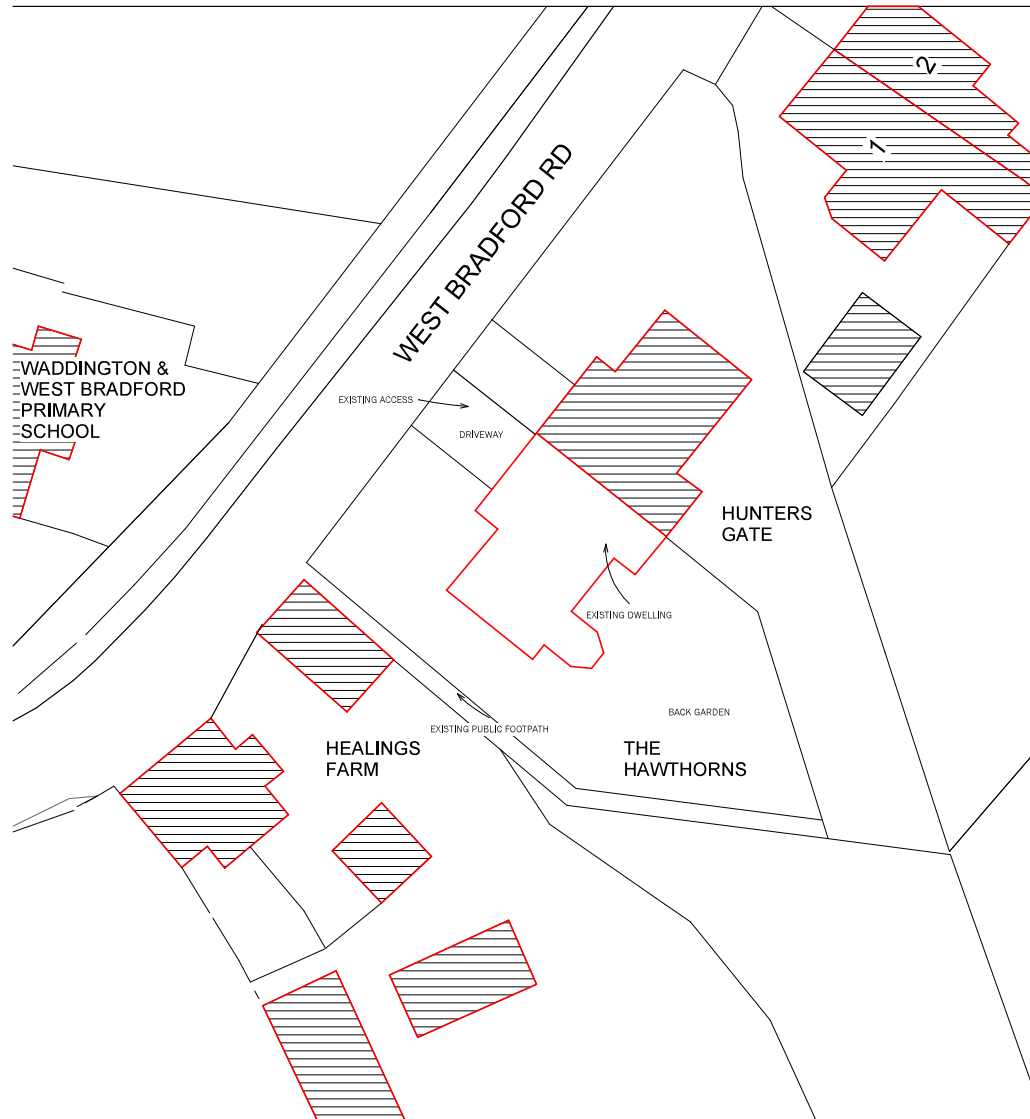 2
1
WEST BRADFORD RD
WADDINGTON &
WEST BRADFORD
PRIMARY
SCHOOL
EXISTING ACCESS
DRIVEWAY
HUNTERS
GATE
EXISTING DWELLING
BACK GARDEN
EXISTING PUBLIC FOOTPATH
HEALINGS
FARM
THE
HAWTHORNS